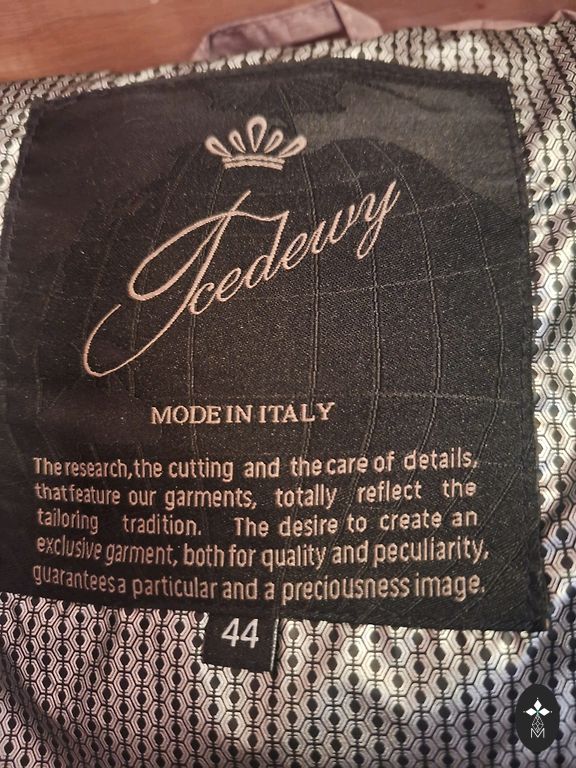 Icedewy
MODE IN ITALY
The research, the cutting and the care of details,
that feature our garments, totally reflect the
tailoring tradition. The desire to create an
exclusive garment, both for quality and peculiarity,
guarantees a particular and a preciousness image.
44
M